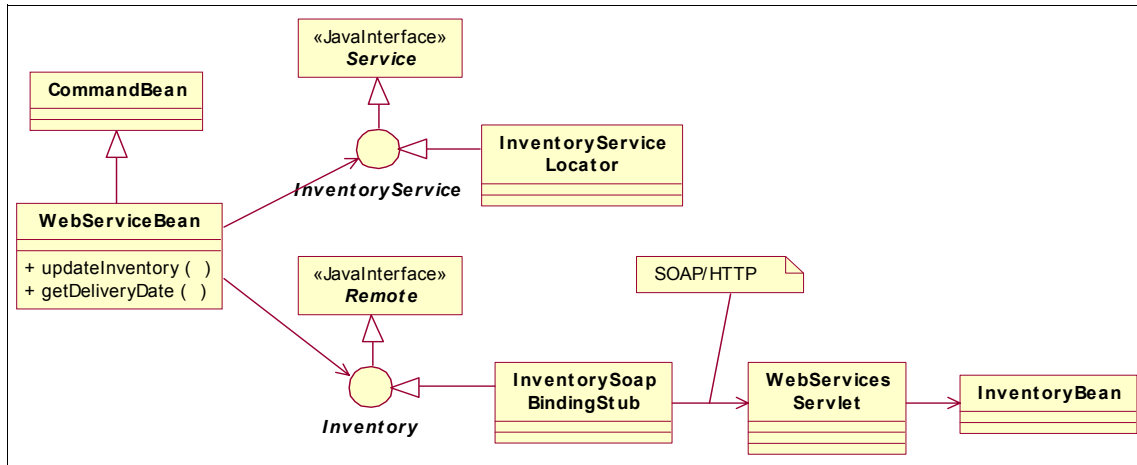 «JavaInterface»
Service
CommandBean
InventoryService
Locator
InventoryService
WebServiceBean
+ updateInventory ( )
+ getDeliveryDate ( )
«JavaInterface»
Remote
SOAP/HTTP
InventorySoap
BindingStub
WebServices
Servlet
InventoryBean
Inventory